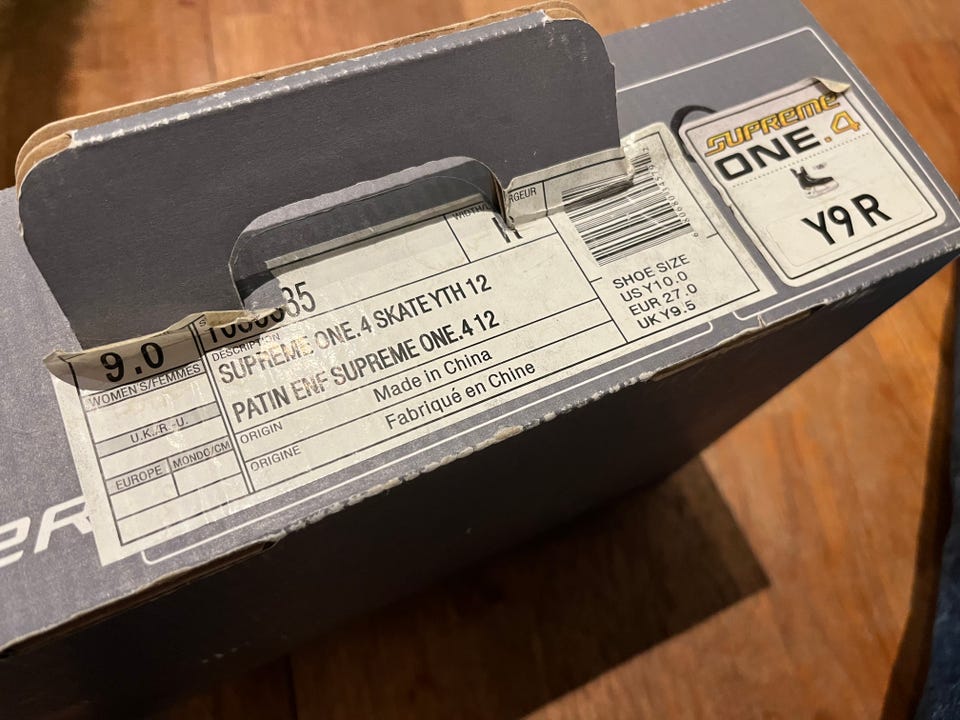 SUPREME
ONE.4
Y9 R
9.0
WOMEN'S/FEMMES
U.K./R.-U.
EUROPE
MONDO/CM
DESCRIPTION
SUPREME ONE.4 SKATE YTH 12
PATIN ENF SUPREME ONE.4 12
ORIGIN
Made in China
ORIGINE
Fabriqué en Chine
SHOE SIZE
US Y10.0
EUR 27.0
UK Y9.5